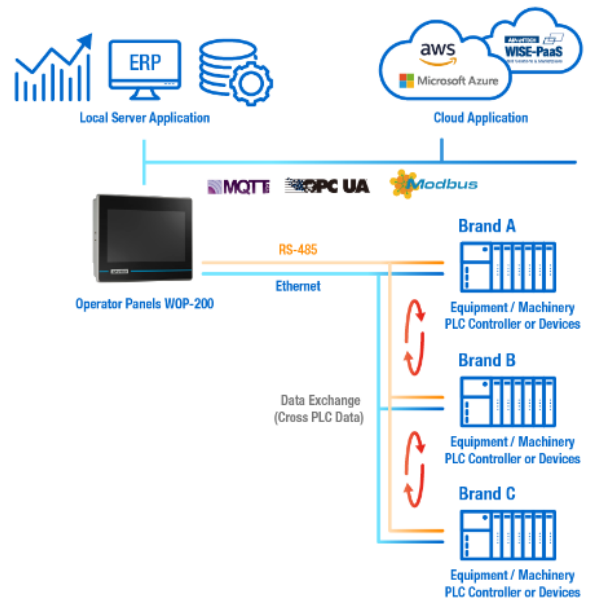 ERP
aws
Microsoft Azure
ADVANTECH
WISE-PaaS
Local Server Application
Cloud Application
MQTT
OPC UA
Modbus
Operator Panels WOP-200
RS-485
Ethernet
Brand A
Equipment / Machinery
PLC Controller or Devices
Data Exchange
(Cross PLC Data)
Brand B
Equipment / Machinery
PLC Controller or Devices
Brand C
Equipment / Machinery
PLC Controller or Devices